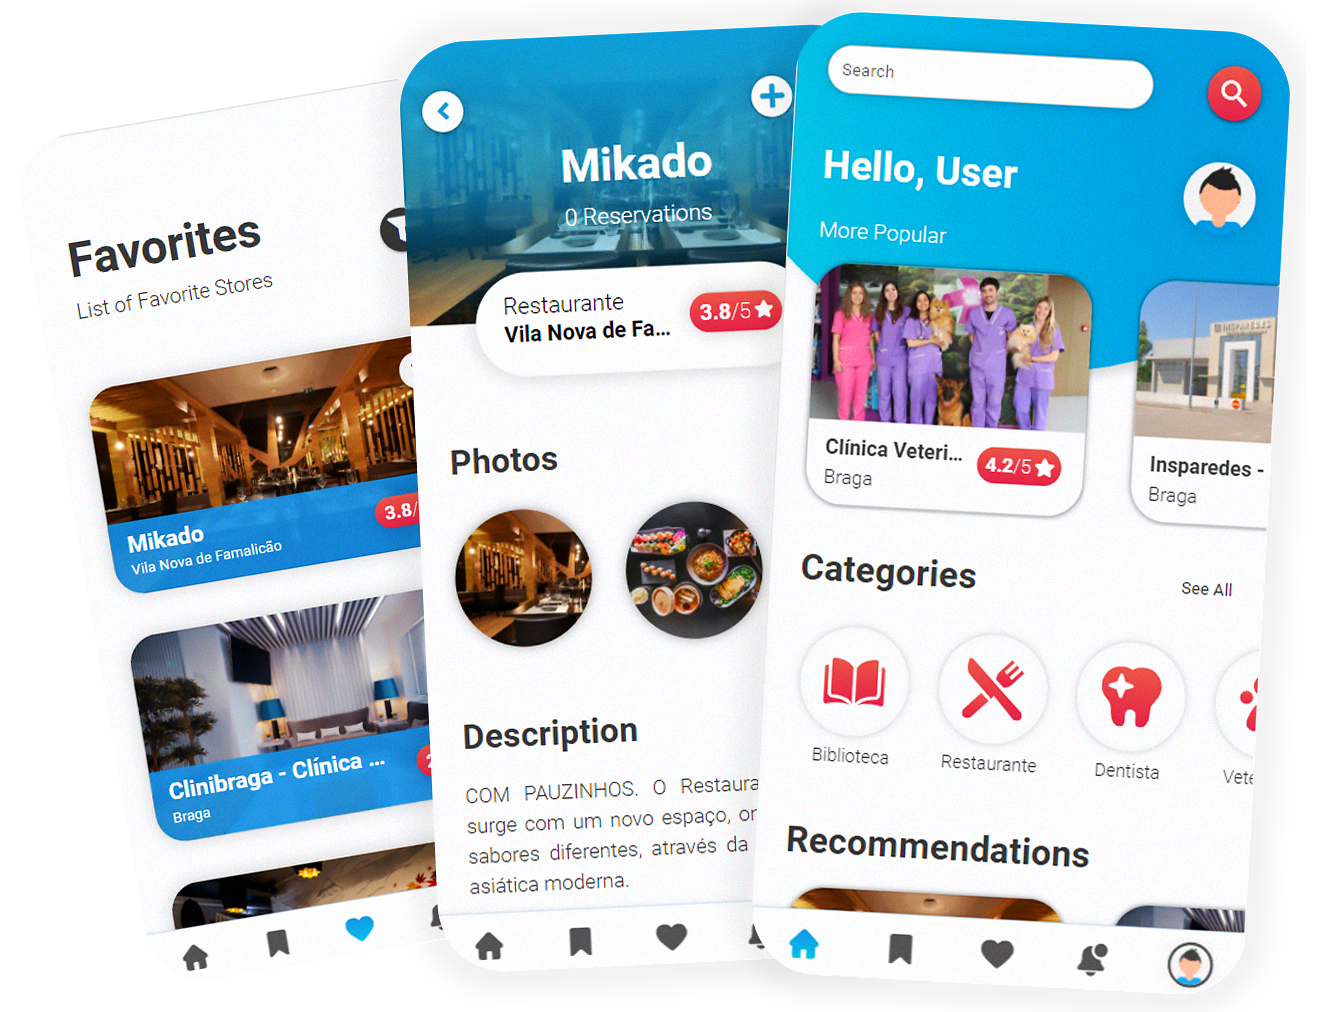 Favorites
List of Favorite Stores
Mikado
Vila Nova de Famalicão
3.8/
Clinibraga - Clínica ...
Braga
2
Mikado
0 Reservations
Restaurante
Vila Nova de Fa...
3.8/5
Photos
Description
COM PAUZINHOS. O Restaura
surge com um novo espaço, or
sabores diferentes, através da
asiática moderna.
Search
Hello, User
More Popular
Clínica Veteri...
Braga
4.2/5
INSPAREDES
Insparedes -
Braga
Categories
See All
Biblioteca
Restaurante
Dentista
Vete
Recommendations